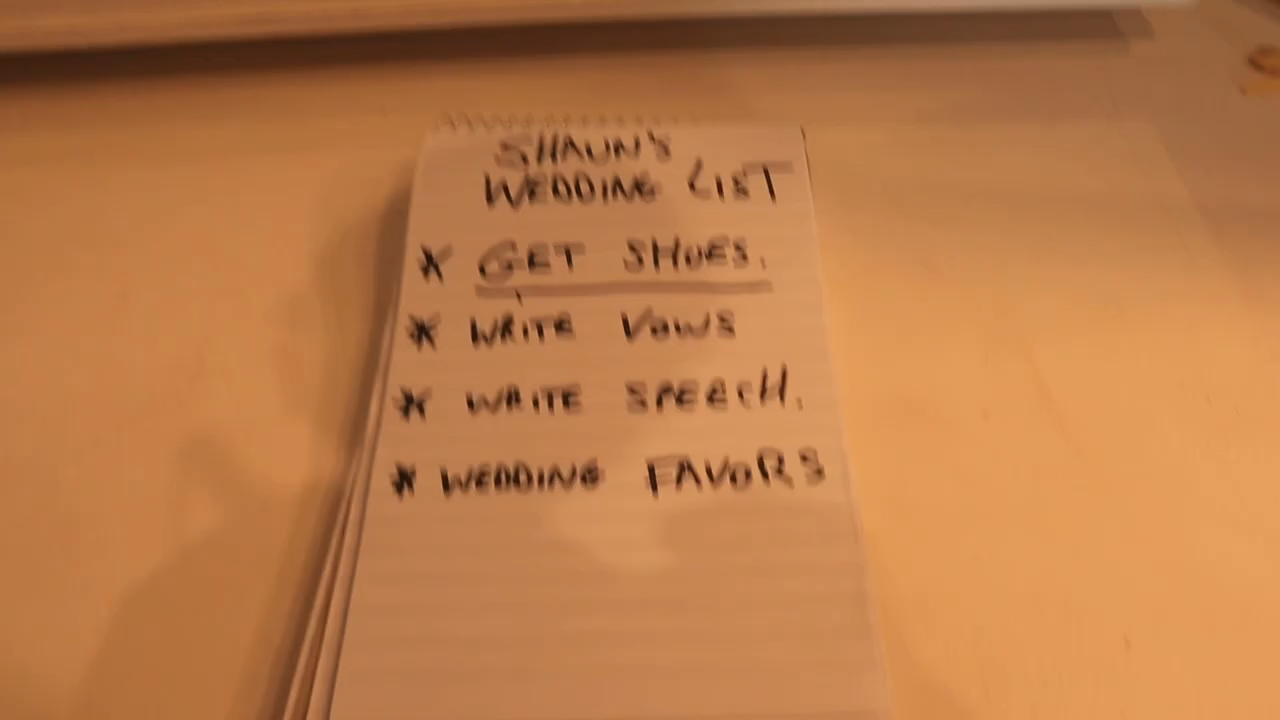 SHAUN'S
WEDDING LIST
* GET SHOES.
* WRITE VOWS
* WRITE SPEECH.
* WEDDING FAVORS